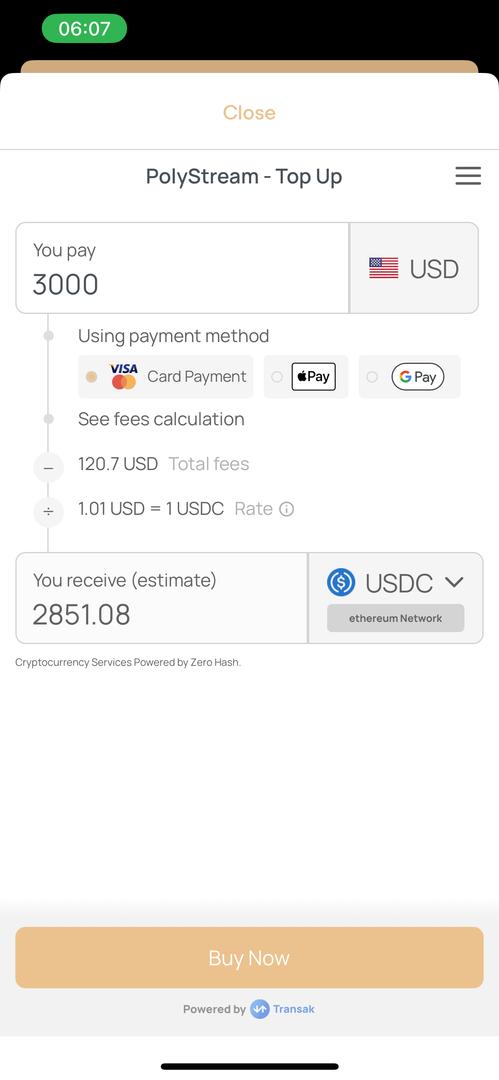 06:07
Close
PolyStream - Top Up
You pay
3000
USD
Using payment method
VISA Card Payment
Pay
G Pay
See fees calculation
120.7 USD Total fees
1.01 USD = 1 USDC Rate
You receive (estimate)
2851.08
USDC
ethereum Network
Cryptocurrency Services Powered by Zero Hash.
Buy Now
Powered by Transak